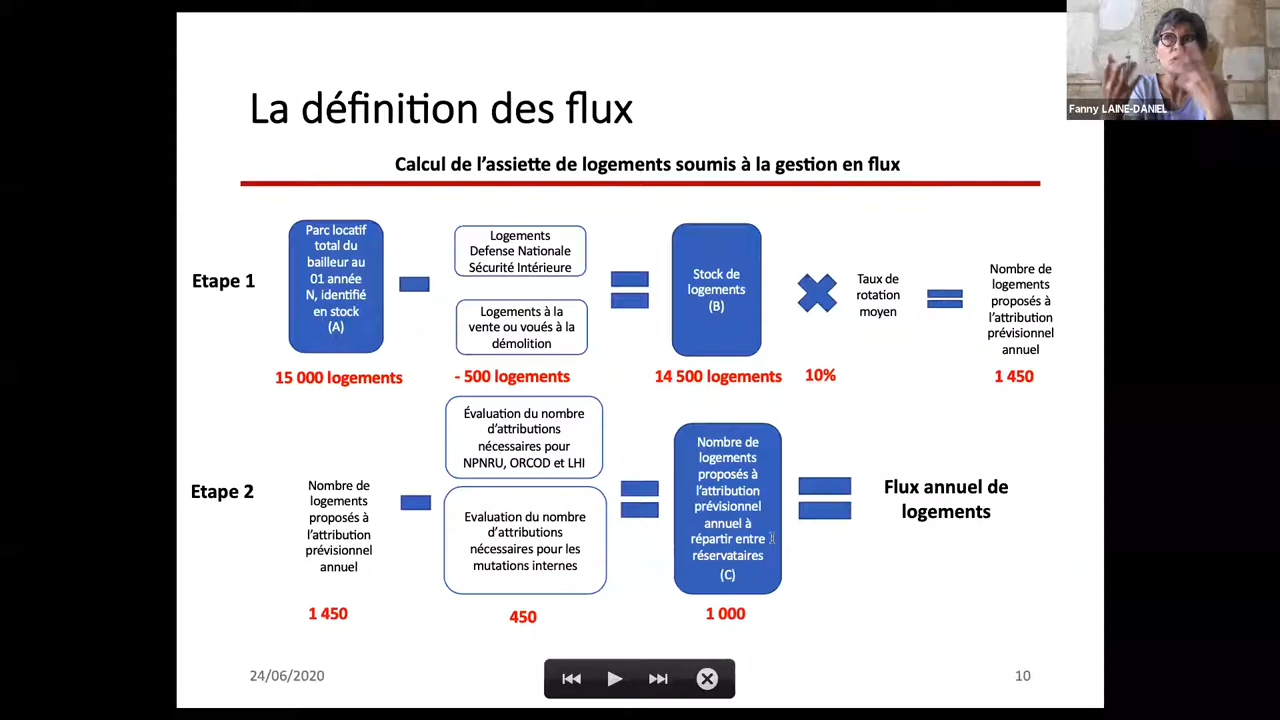 Fanny LAINE-DANIEL
La définition des flux
Calcul de l'assiette de logements soumis à la gestion en flux
Etape 1
Parc locatif
total du
bailleur au
01 année
N, identifié
en stock
(A)
Logements
Defense Nationale
Sécurité Intérieure
Logements à la
vente ou voués à la
démolition
Stock de
logements
(B)
Taux de
rotation
moyen
Nombre de
logements
proposés à
l'attribution
prévisionnel
annuel
15 000 logements
- 500 logements
14 500 logements
10%
1 450
Etape 2
Nombre de
logements
proposés à
l'attribution
prévisionnel
annuel
Évaluation du nombre
d'attributions
nécessaires pour
NPNRU, ORCOD et LHI
Evaluation du nombre
d'attributions
nécessaires pour les
mutations internes
Nombre de
logements
proposés à
l'attribution
prévisionnel
annuel à
répartir entre
réservataires
(C)
Flux annuel de
logements
1 450
450
1 000
24/06/2020
10